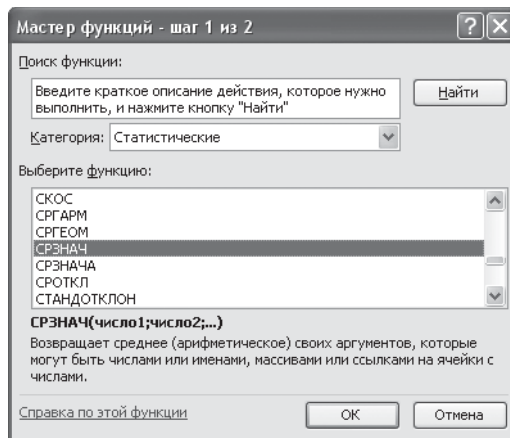 Мастер функций - шаг 1 из 2
Поиск функции:
Введите краткое описание действия, которое нужно
выполнить, и нажмите кнопку "Найти"
Найти
Категория: Статистические
Выберите функцию:
СКОС
СРГАРМ
СРГЕОМ
СРЗНАЧ
СРЗНАЧА
СРОТКЛ
СТАНДОТКЛОН
СРЗНАЧ(число1;число2;...)
Возвращает среднее (арифметическое) своих аргументов, которые
могут быть числами или именами, массивами или ссылками на ячейки с
числами.
Справка по этой функции
ОК
Отмена